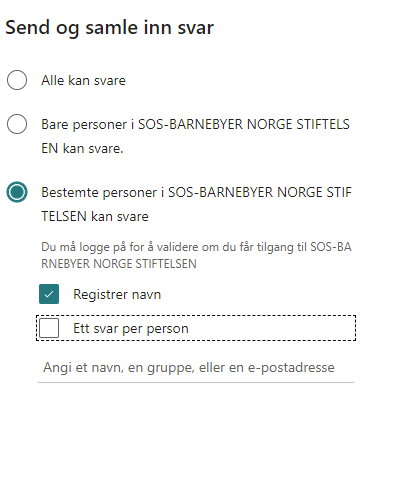 Send og samle inn svar
Alle kan svare
Bare personer i SOS-BARNEBYER NORGE STIFTELS
EN kan svare.
Bestemte personer i SOS-BARNEBYER NORGE STIF
TELSEN kan svare
Du må logge på for å validere om du får tilgang til SOS-BA
RNEBYER NORGE STIFTELSEN
Registrer navn
Ett svar per person
Angi et navn, en gruppe, eller en e-postadresse